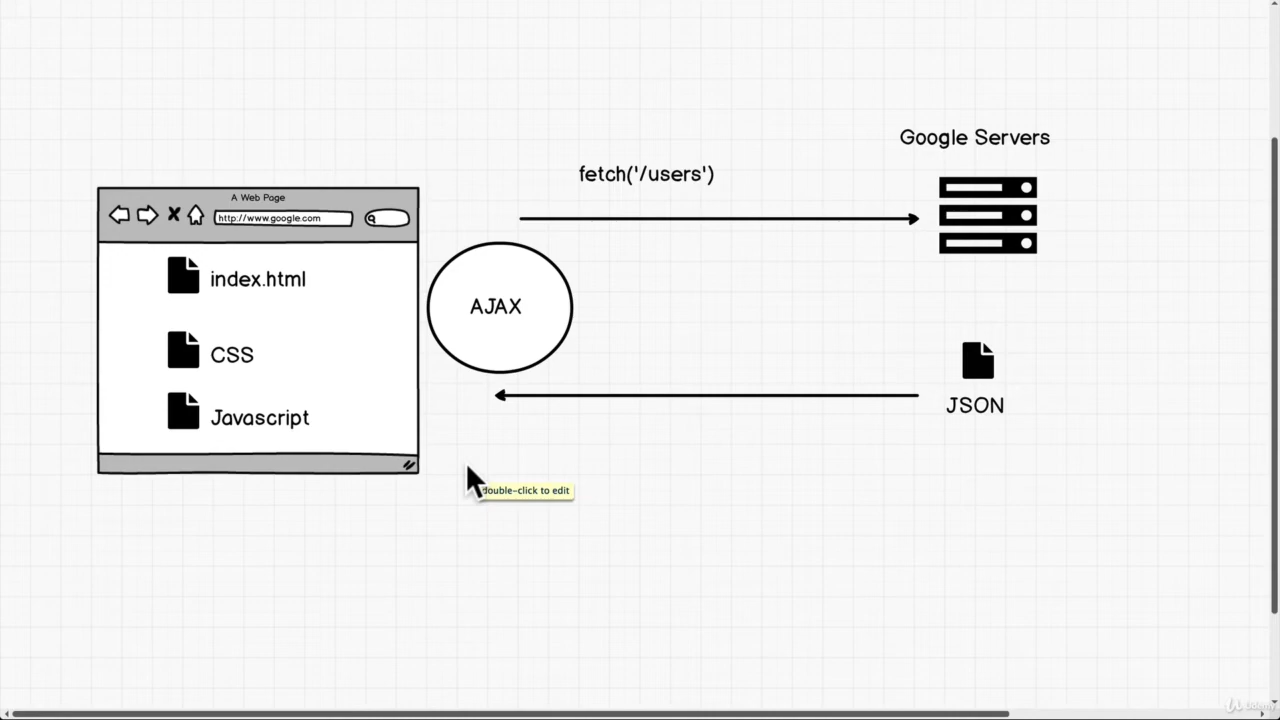 Google Servers
fetch('/users')
A Web Page
http://www.google.com
index.html
AJAX
CSS
JSON
Javascript
double-click to edit
Udemy